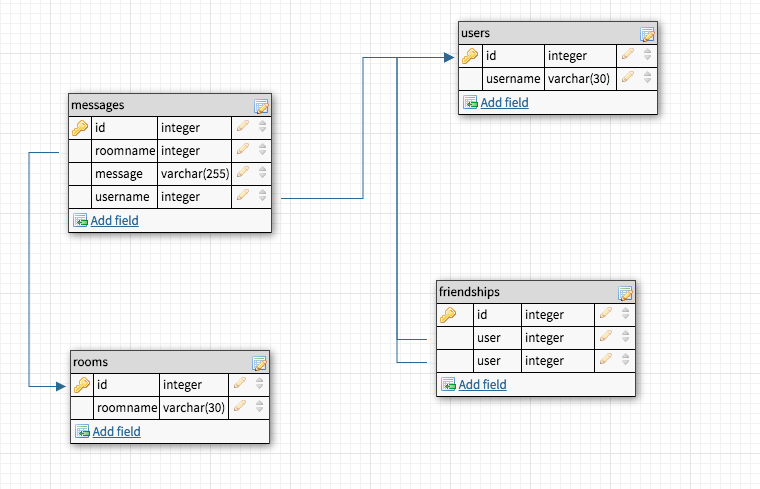 users
id integer
username varchar(30)
Add field
messages
id integer
roomname integer
message varchar(255)
username integer
Add field
friendships
id integer
user integer
user integer
Add field
rooms
id integer
roomname varchar(30)
Add field